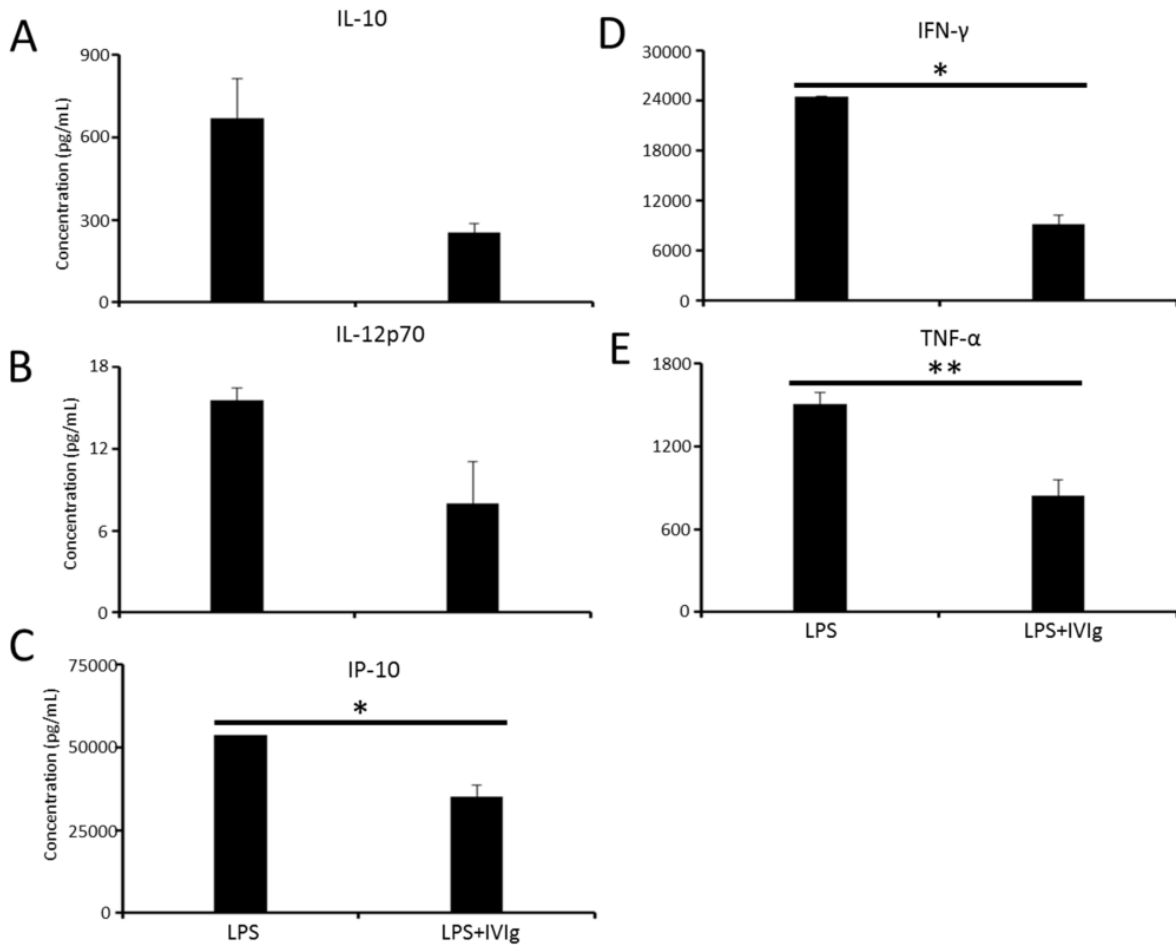 A
IL-10
Concentration (pg/mL)
900
600
300
0
B
IL-12p70
Concentration (pg/mL)
18
12
6
0
C
IP-10
Concentration (pg/mL)
75000
50000
25000
0
*
LPS
LPS+IVIg
D
IFN-γ
30000
24000
18000
12000
6000
0
*
E
TNF-α
1800
1200
600
0
**
LPS
LPS+IVIg